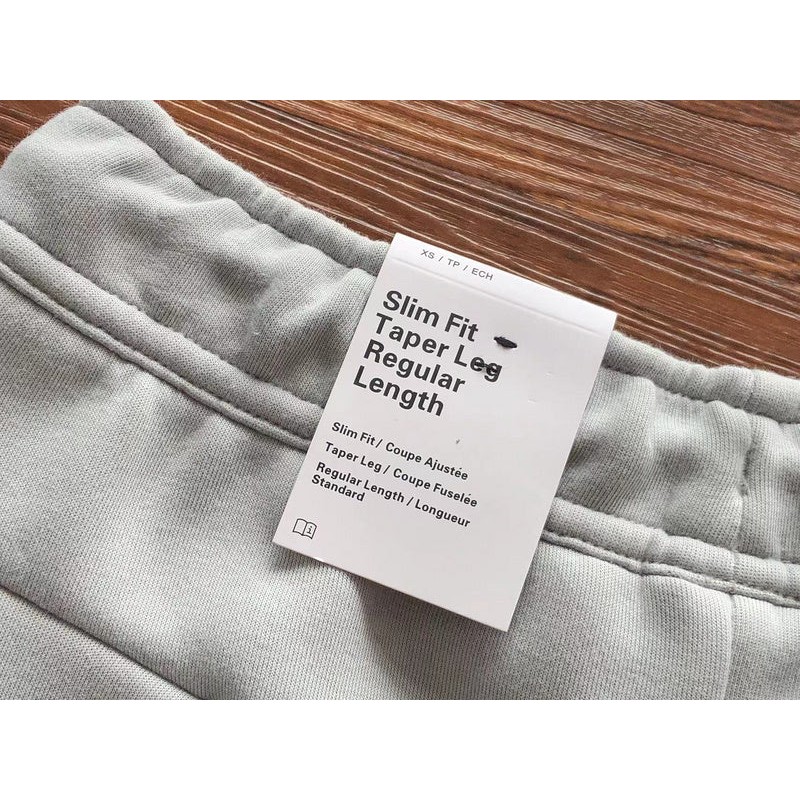 XS / TP / ECH
Slim Fit
Taper Leg
Regular
Length
Slim Fit / Coupe Ajustée
Taper Leg / Coupe Fuselée
Regular Length / Longueur
Standard
i